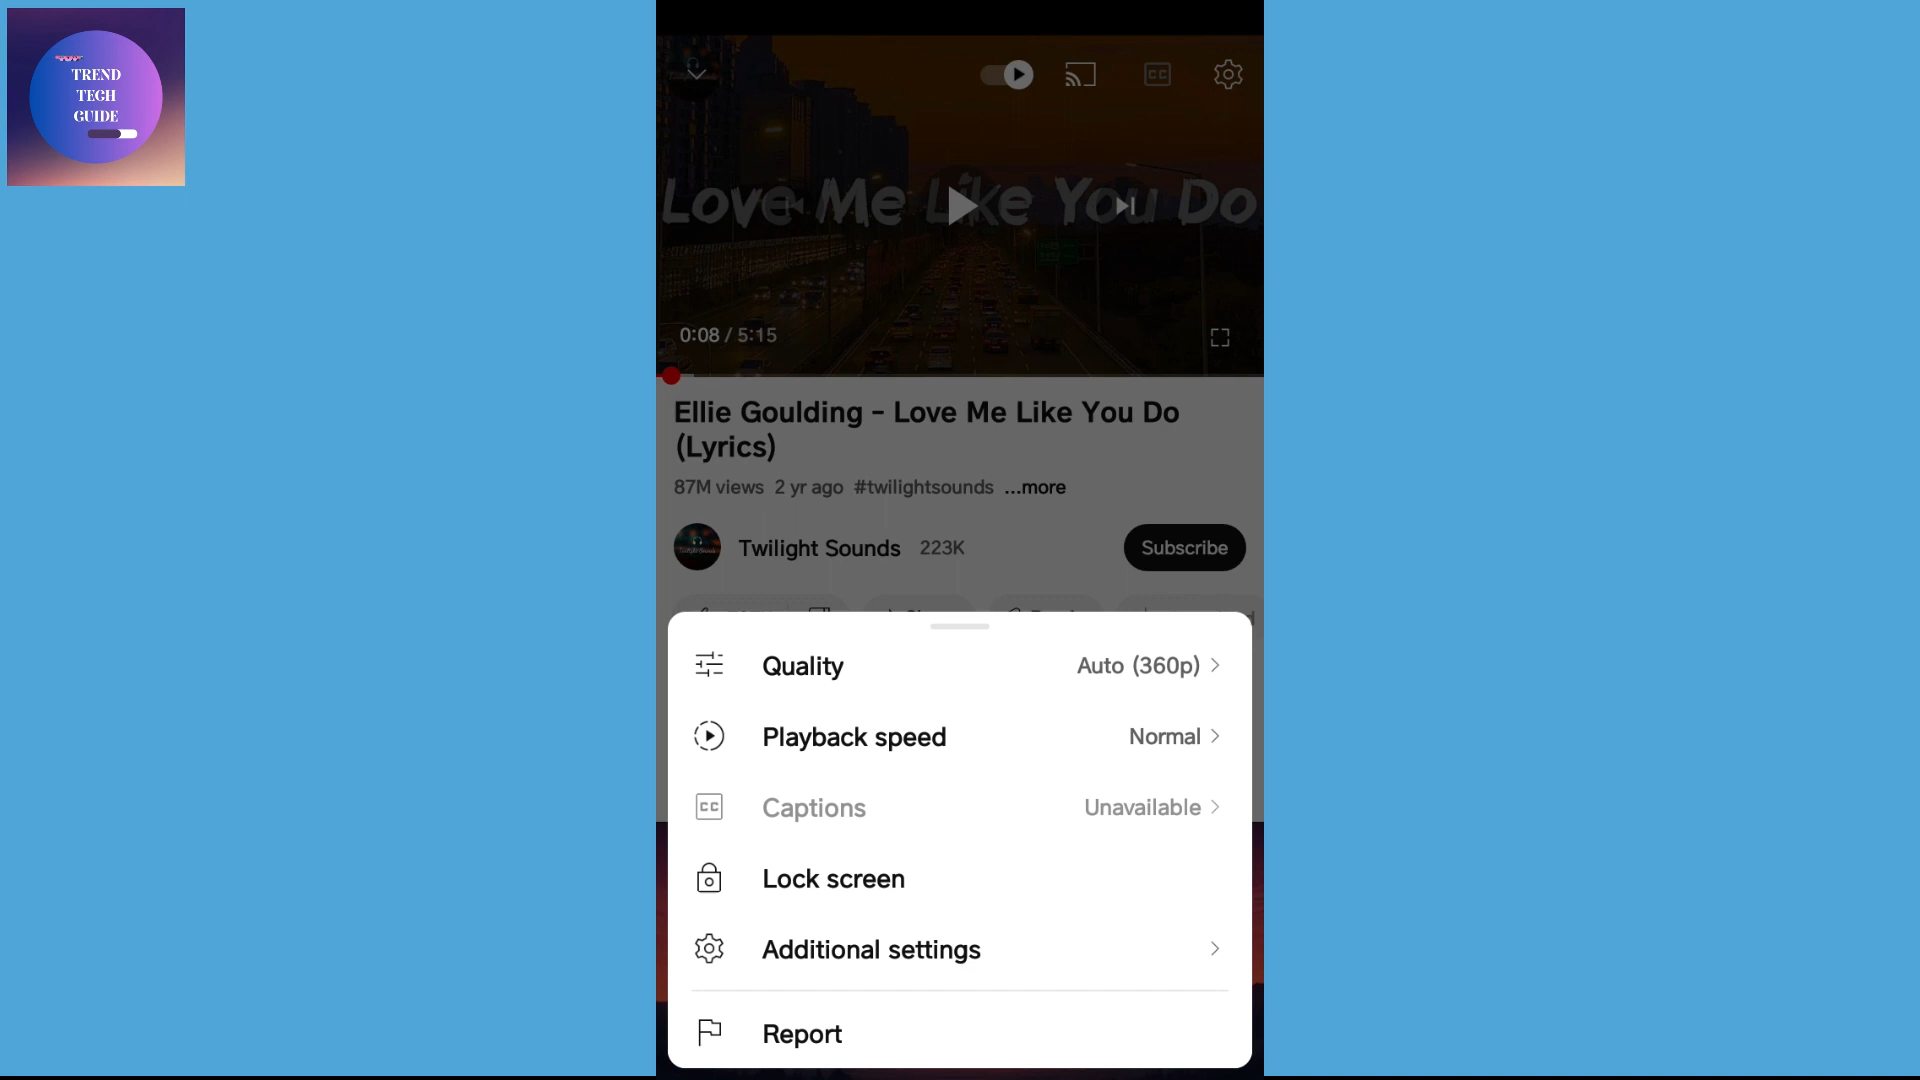 TREND
TECH
GUIDE
CC
Love Me Like You Do
0:08 / 5:15
Ellie Goulding - Love Me Like You Do
(Lyrics)
87M views 2 yr ago #twilightsounds ...more
Twilight Sounds 223K
Subscribe
Quality Auto (360p)
Playback speed Normal
CC Captions Unavailable
Lock screen
Additional settings
Report